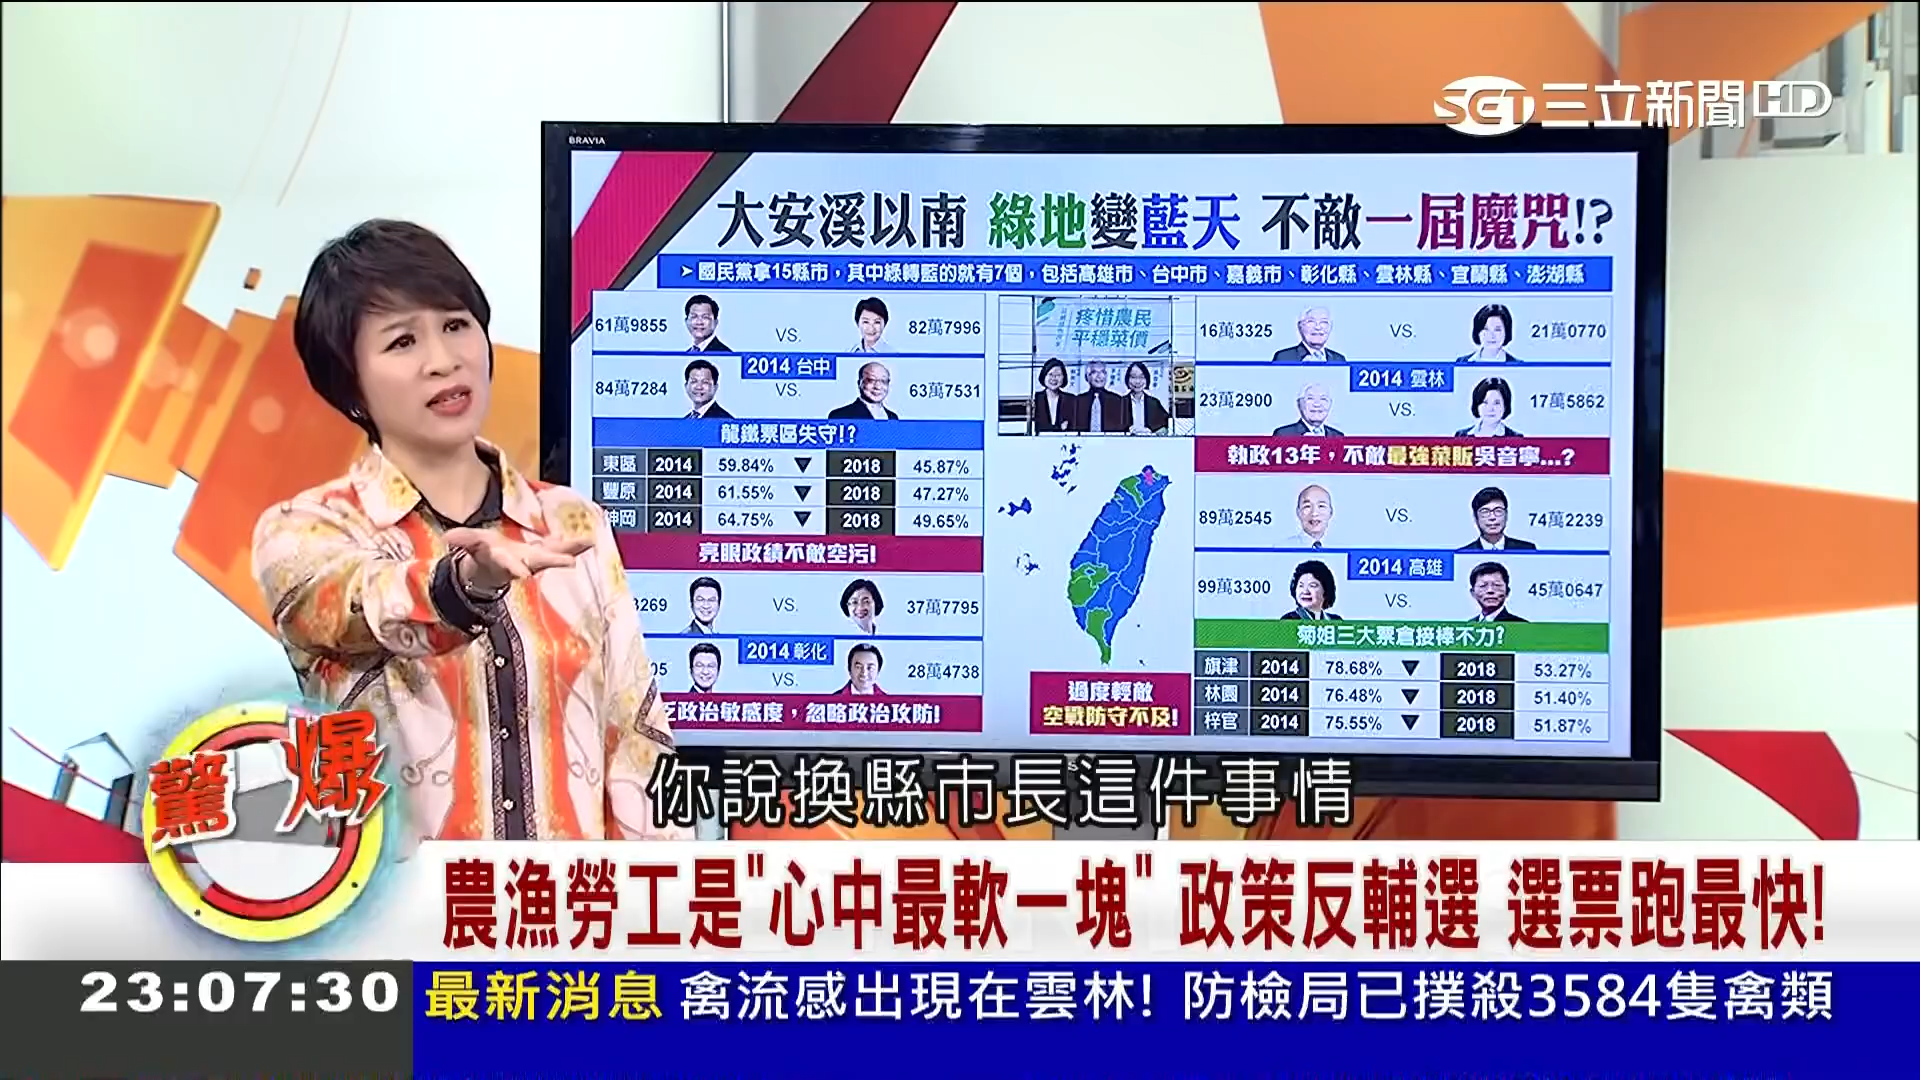 SET三立新聞HD
BRAVIA
大安溪以南 綠地變藍天 不敵一屆魔咒!?
➤國民黨拿15縣市，其中綠轉藍的就有7個，包括高雄市、台中市、嘉義市、彰化縣、雲林縣、宜蘭縣、澎湖縣
61萬9855 VS. 82萬7996
2014 台中
84萬7284 VS. 63萬7531
龍鐵票區失守!?
東區 2014 59.84% ▼ 2018 45.87%
豐原 2014 61.55% ▼ 2018 47.27%
神岡 2014 64.75% ▼ 2018 49.65%
亮眼政績不敵空污!
3269 VS. 37萬7795
2014 彰化
05 VS. 28萬4738
乏政治敏感度，忽略政治攻防!
疼惜農民
平穩菜價
過度輕敵
空戰防守不及!
16萬3325 VS. 21萬0770
2014 雲林
23萬2900 VS. 17萬5862
執政13年，不敵最強菜販吳音寧...?
89萬2545 VS. 74萬2239
2014 高雄
99萬3300 VS. 45萬0647
菊姐三大票倉接棒不力?
旗津 2014 78.68% ▼ 2018 53.27%
林園 2014 76.48% ▼ 2018 51.40%
梓官 2014 75.55% ▼ 2018 51.87%
你說換縣市長這件事情
驚爆
農漁勞工是"心中最軟一塊" 政策反輔選 選票跑最快!
23:07:30 最新消息 禽流感出現在雲林! 防檢局已撲殺3584隻禽類